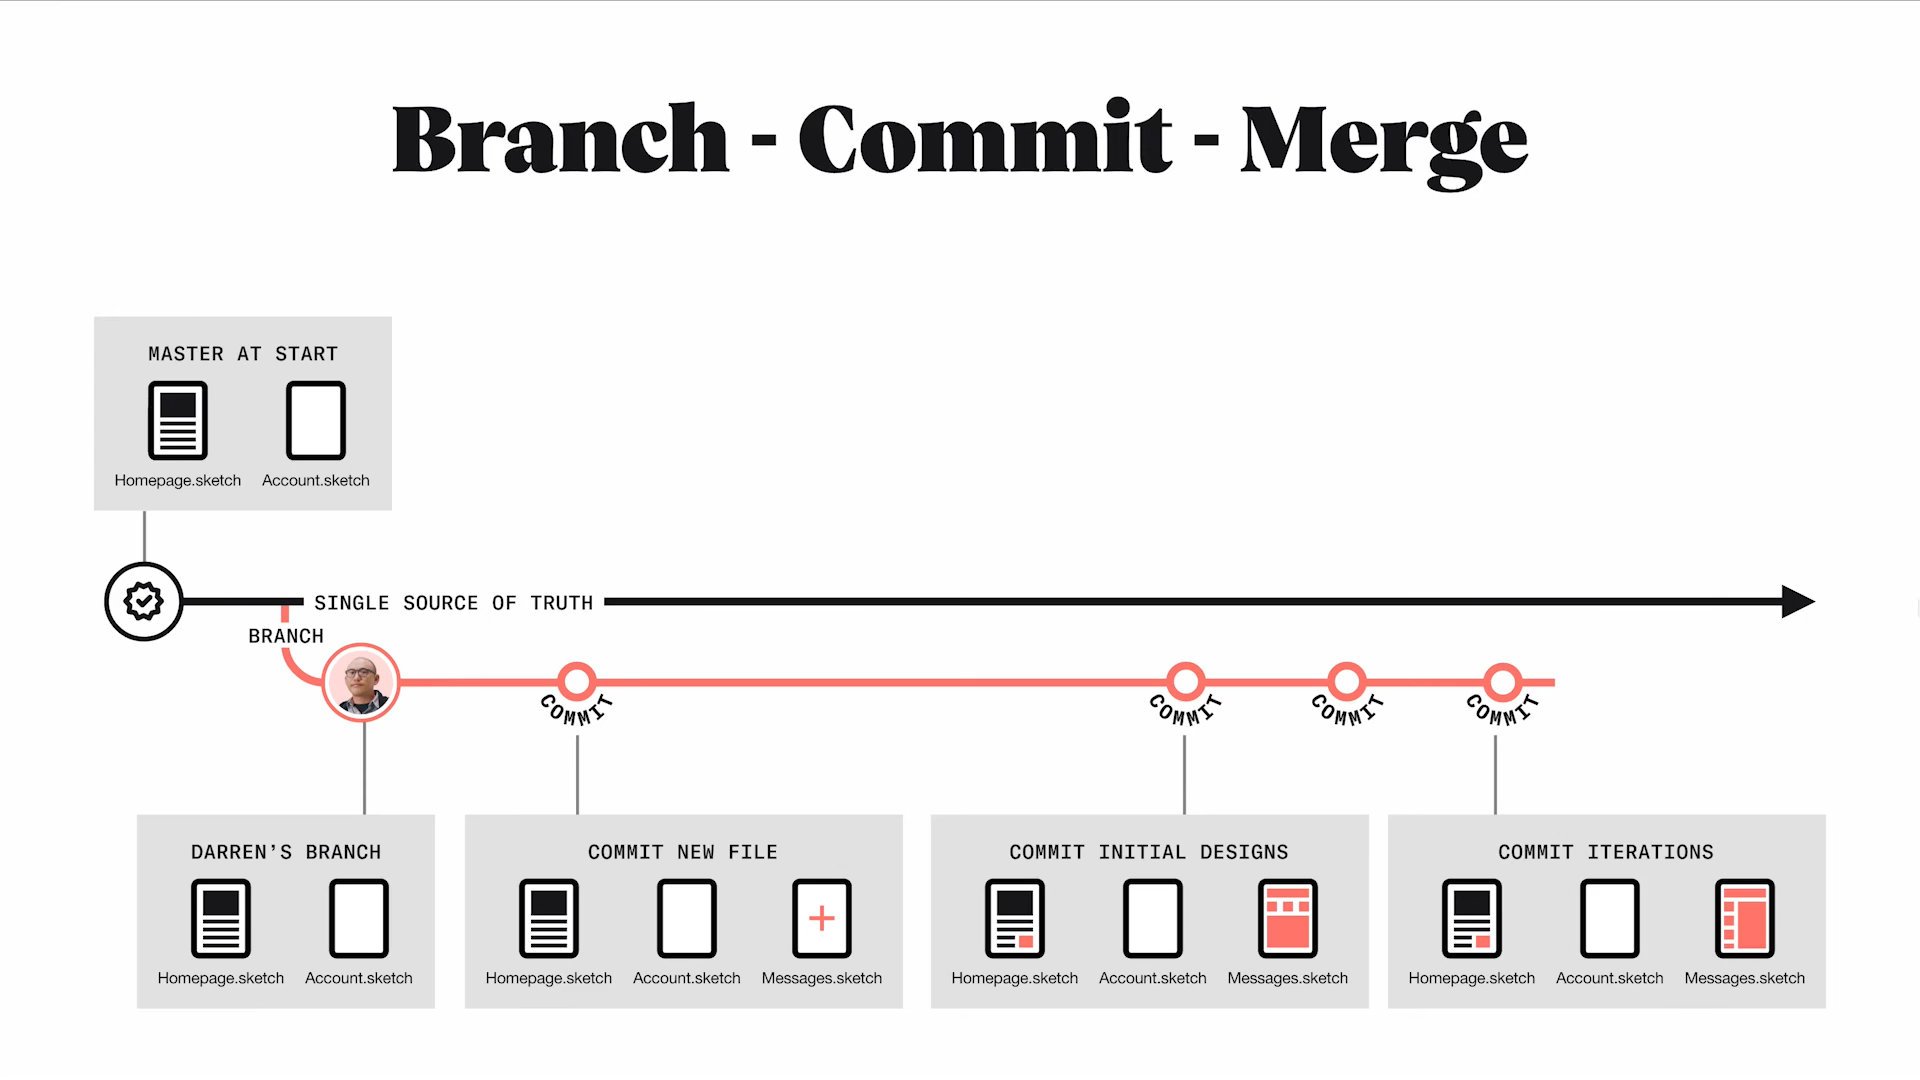 Branch - Commit - Merge
MASTER AT START
Homepage.sketch
Account.sketch
SINGLE SOURCE OF TRUTH
BRANCH
COMMIT
COMMIT
COMMIT
COMMIT
DARREN’S BRANCH
Homepage.sketch
Account.sketch
COMMIT NEW FILE
Homepage.sketch
Account.sketch
Messages.sketch
COMMIT INITIAL DESIGNS
Homepage.sketch
Account.sketch
Messages.sketch
COMMIT ITERATIONS
Homepage.sketch
Account.sketch
Messages.sketch